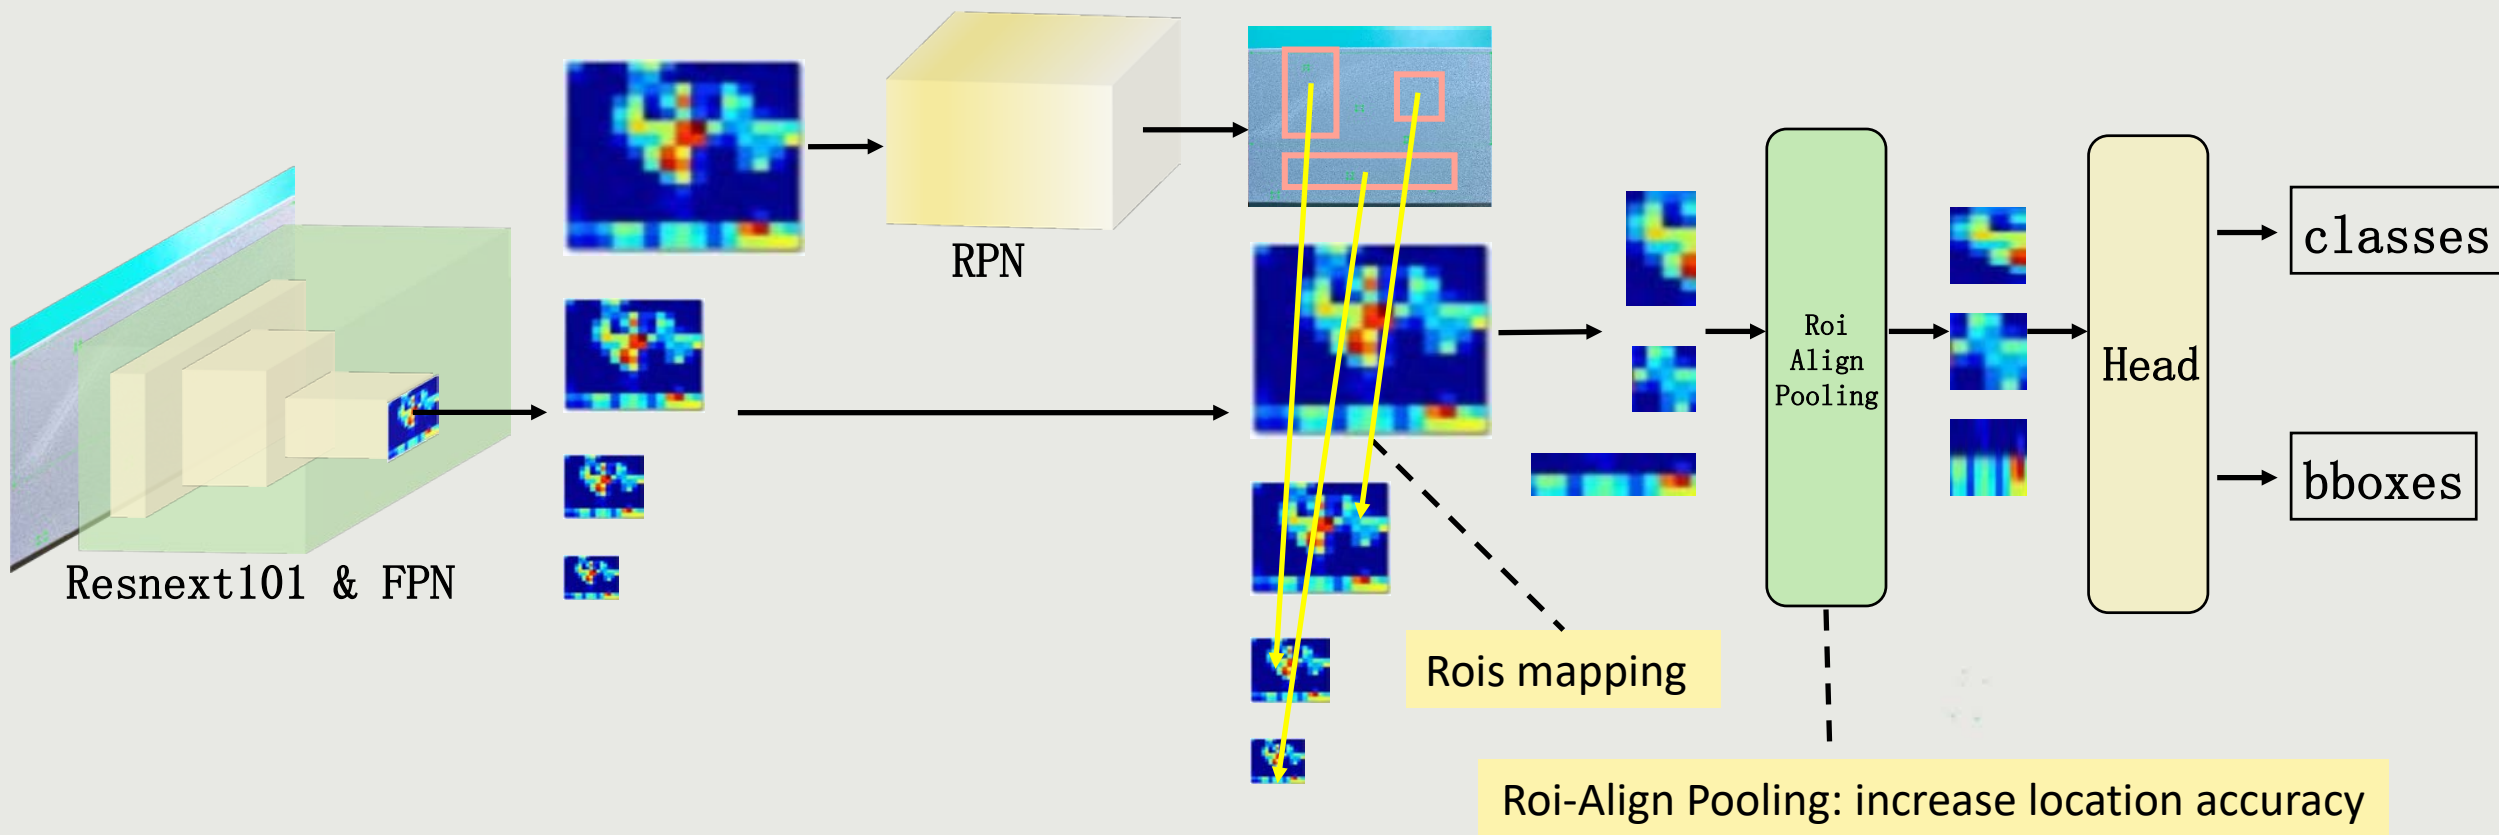 RPN
Resnext101 & FPN
Roi
Align
Pooling
Head
classes
bboxes
Rois mapping
Roi-Align Pooling: increase location accuracy